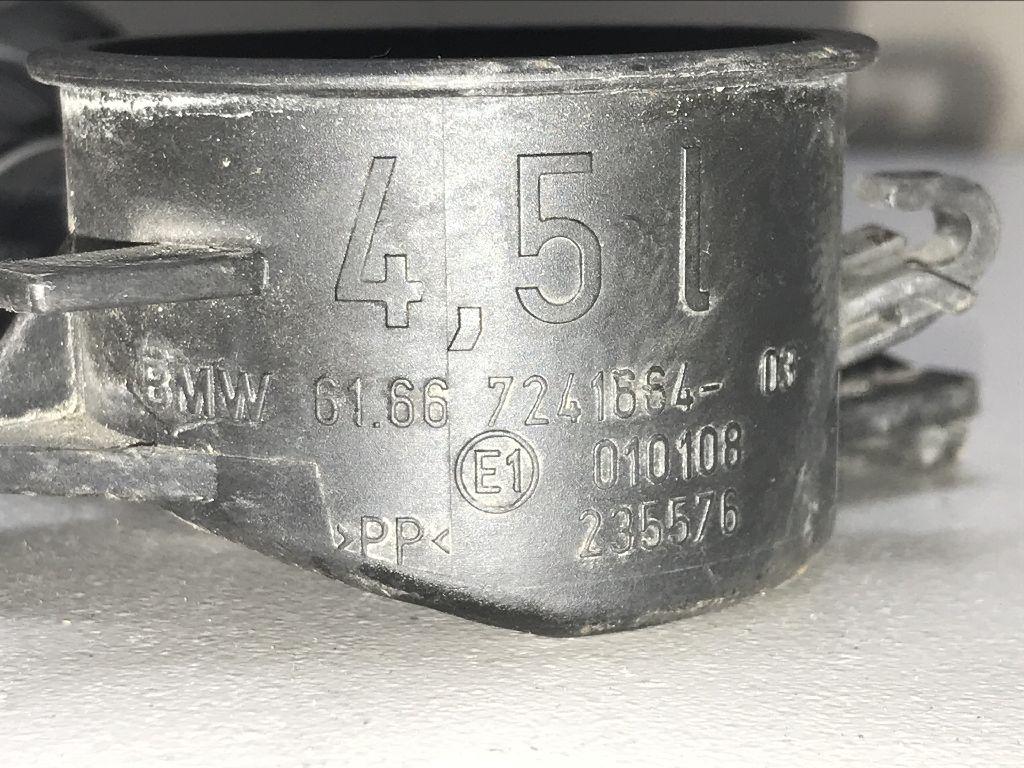 4,5 l
BMW 61.66 7241664- 03
E1 010108
>PP< 235576